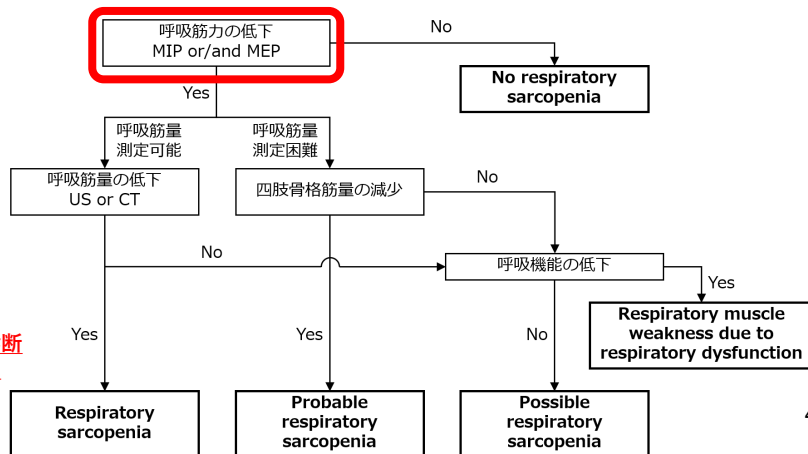 呼吸筋力の低下
MIP or/and MEP
No
No respiratory
sarcopenia
Yes
呼吸筋量
測定可能
呼吸筋量
測定困難
呼吸筋量の低下
US or CT
四肢骨格筋量の減少
No
No
呼吸機能の低下
Yes
Respiratory muscle
weakness due to
respiratory dysfunction
断
Yes
Yes
No
Respiratory
sarcopenia
Probable
respiratory
sarcopenia
Possible
respiratory
sarcopenia